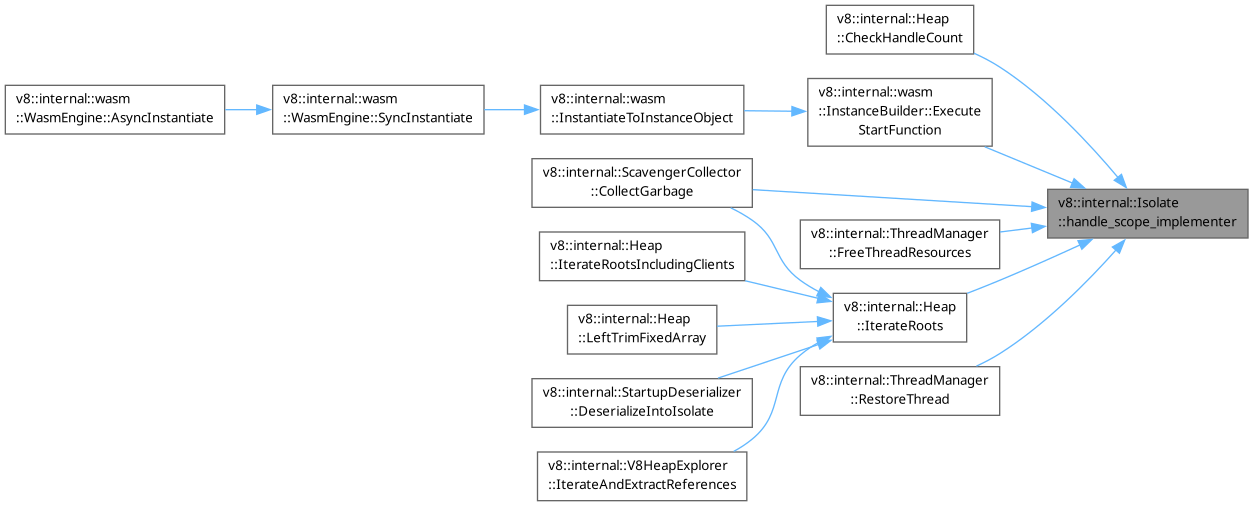 v8::internal::Heap
::CheckHandleCount
v8::internal::wasm
::WasmEngine::AsyncInstantiate
v8::internal::wasm
::WasmEngine::SyncInstantiate
v8::internal::wasm
::InstantiateToInstanceObject
v8::internal::wasm
::InstanceBuilder::Execute
StartFunction
v8::internal::ScavengerCollector
::CollectGarbage
v8::internal::Isolate
::handle_scope_implementer
v8::internal::ThreadManager
::FreeThreadResources
v8::internal::Heap
::IterateRootsIncludingClients
v8::internal::Heap
::IterateRoots
v8::internal::Heap
::LeftTrimFixedArray
v8::internal::ThreadManager
::RestoreThread
v8::internal::StartupDeserializer
::DeserializeIntoIsolate
v8::internal::V8HeapExplorer
::IterateAndExtractReferences